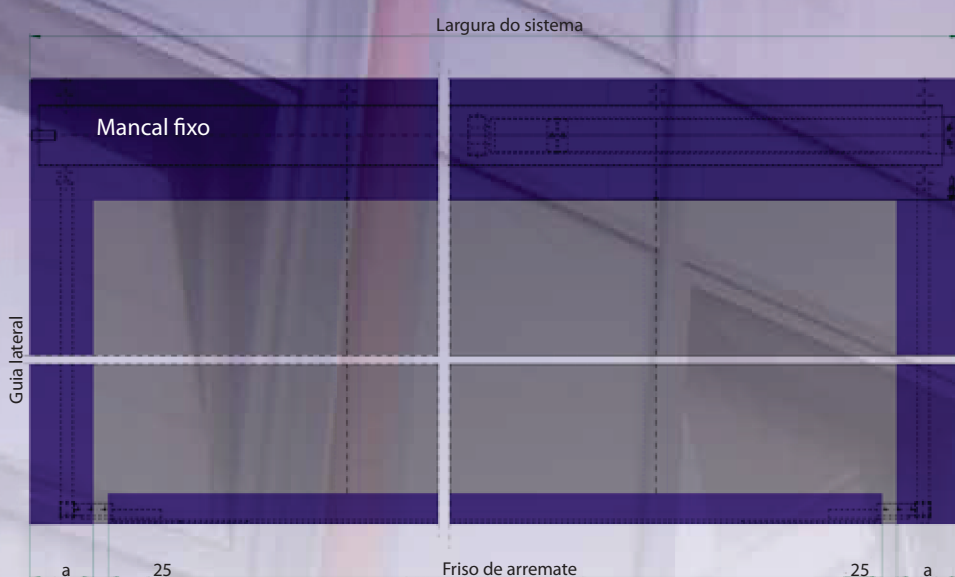 Largura do sistema
Mancal fixo
Guia lateral
a 25 Friso de arremate 25 a